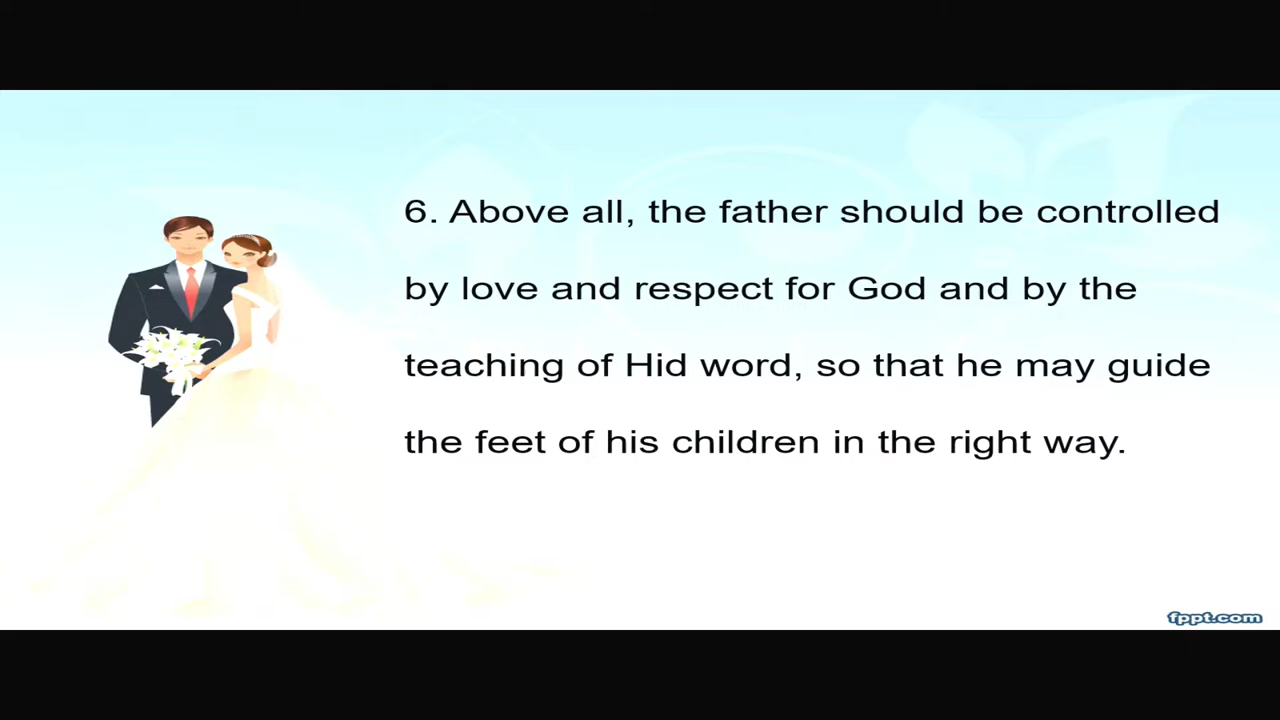 6. Above all, the father should be controlled
by love and respect for God and by the
teaching of Hid word, so that he may guide
the feet of his children in the right way.
fppt.com